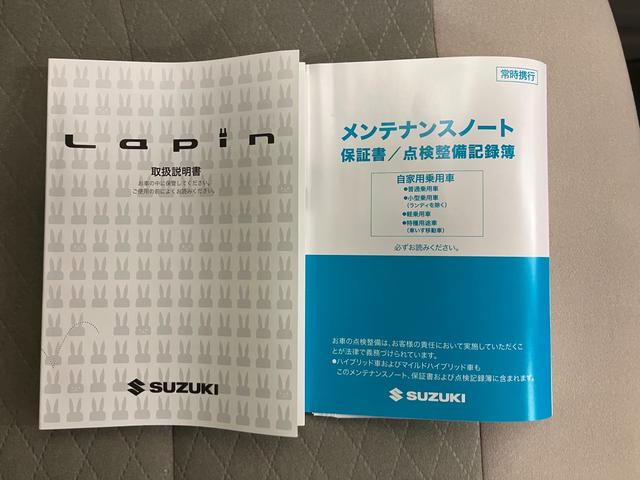 Lapin
取扱説明書
お車の中に保管してください。
ご使用の前によくお読みください。
SUZUKI
常時携行
メンテナンスノート
保証書/点検整備記録簿
自家用乗用車
●普通乗用車
●小型乗用車
(ランディを除く)
●軽乗用車
●特種用途車
(車いす移動車)
必ずお読みください。
お車の点検整備は、お客様の責任において実施していただくこ
とが法律で義務づけられています。
●ハイブリッド車およびマイルドハイブリッド車も
このメンテナンスノート、保証書および点検記録簿に含まれます。
SUZUKI